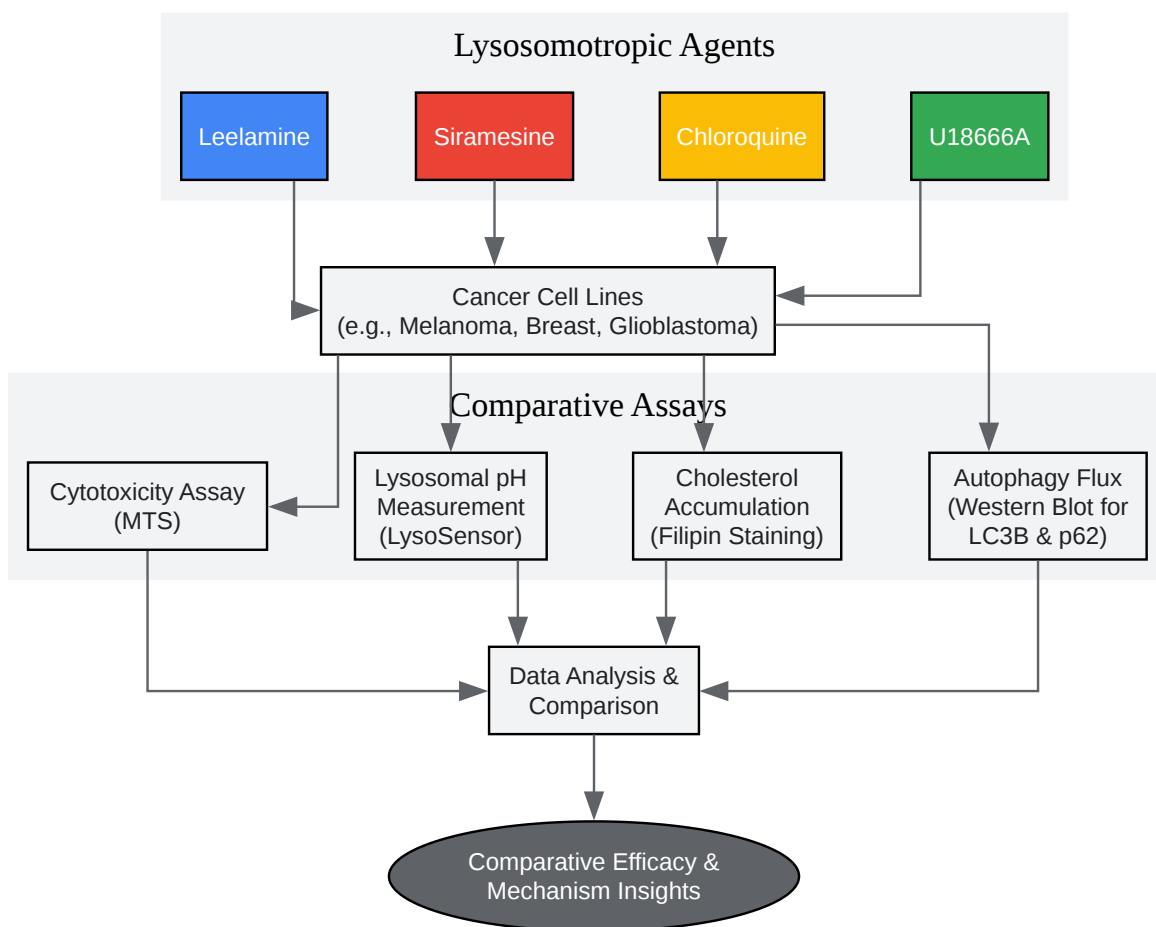 Lysosomotropic Agents
Leelamine
Siramesine
Chloroquine
U18666A
Cancer Cell Lines
(e.g., Melanoma, Breast, Glioblastoma)
Comparative Assays
Cytotoxicity Assay
(MTS)
Lysosomal pH
Measurement
(LysoSensor)
Cholesterol
Accumulation
(Filipin Staining)
Autophagy Flux
(Western Blot for
LC3B & p62)
Data Analysis &
Comparison
Comparative Efficacy &
Mechanism Insights